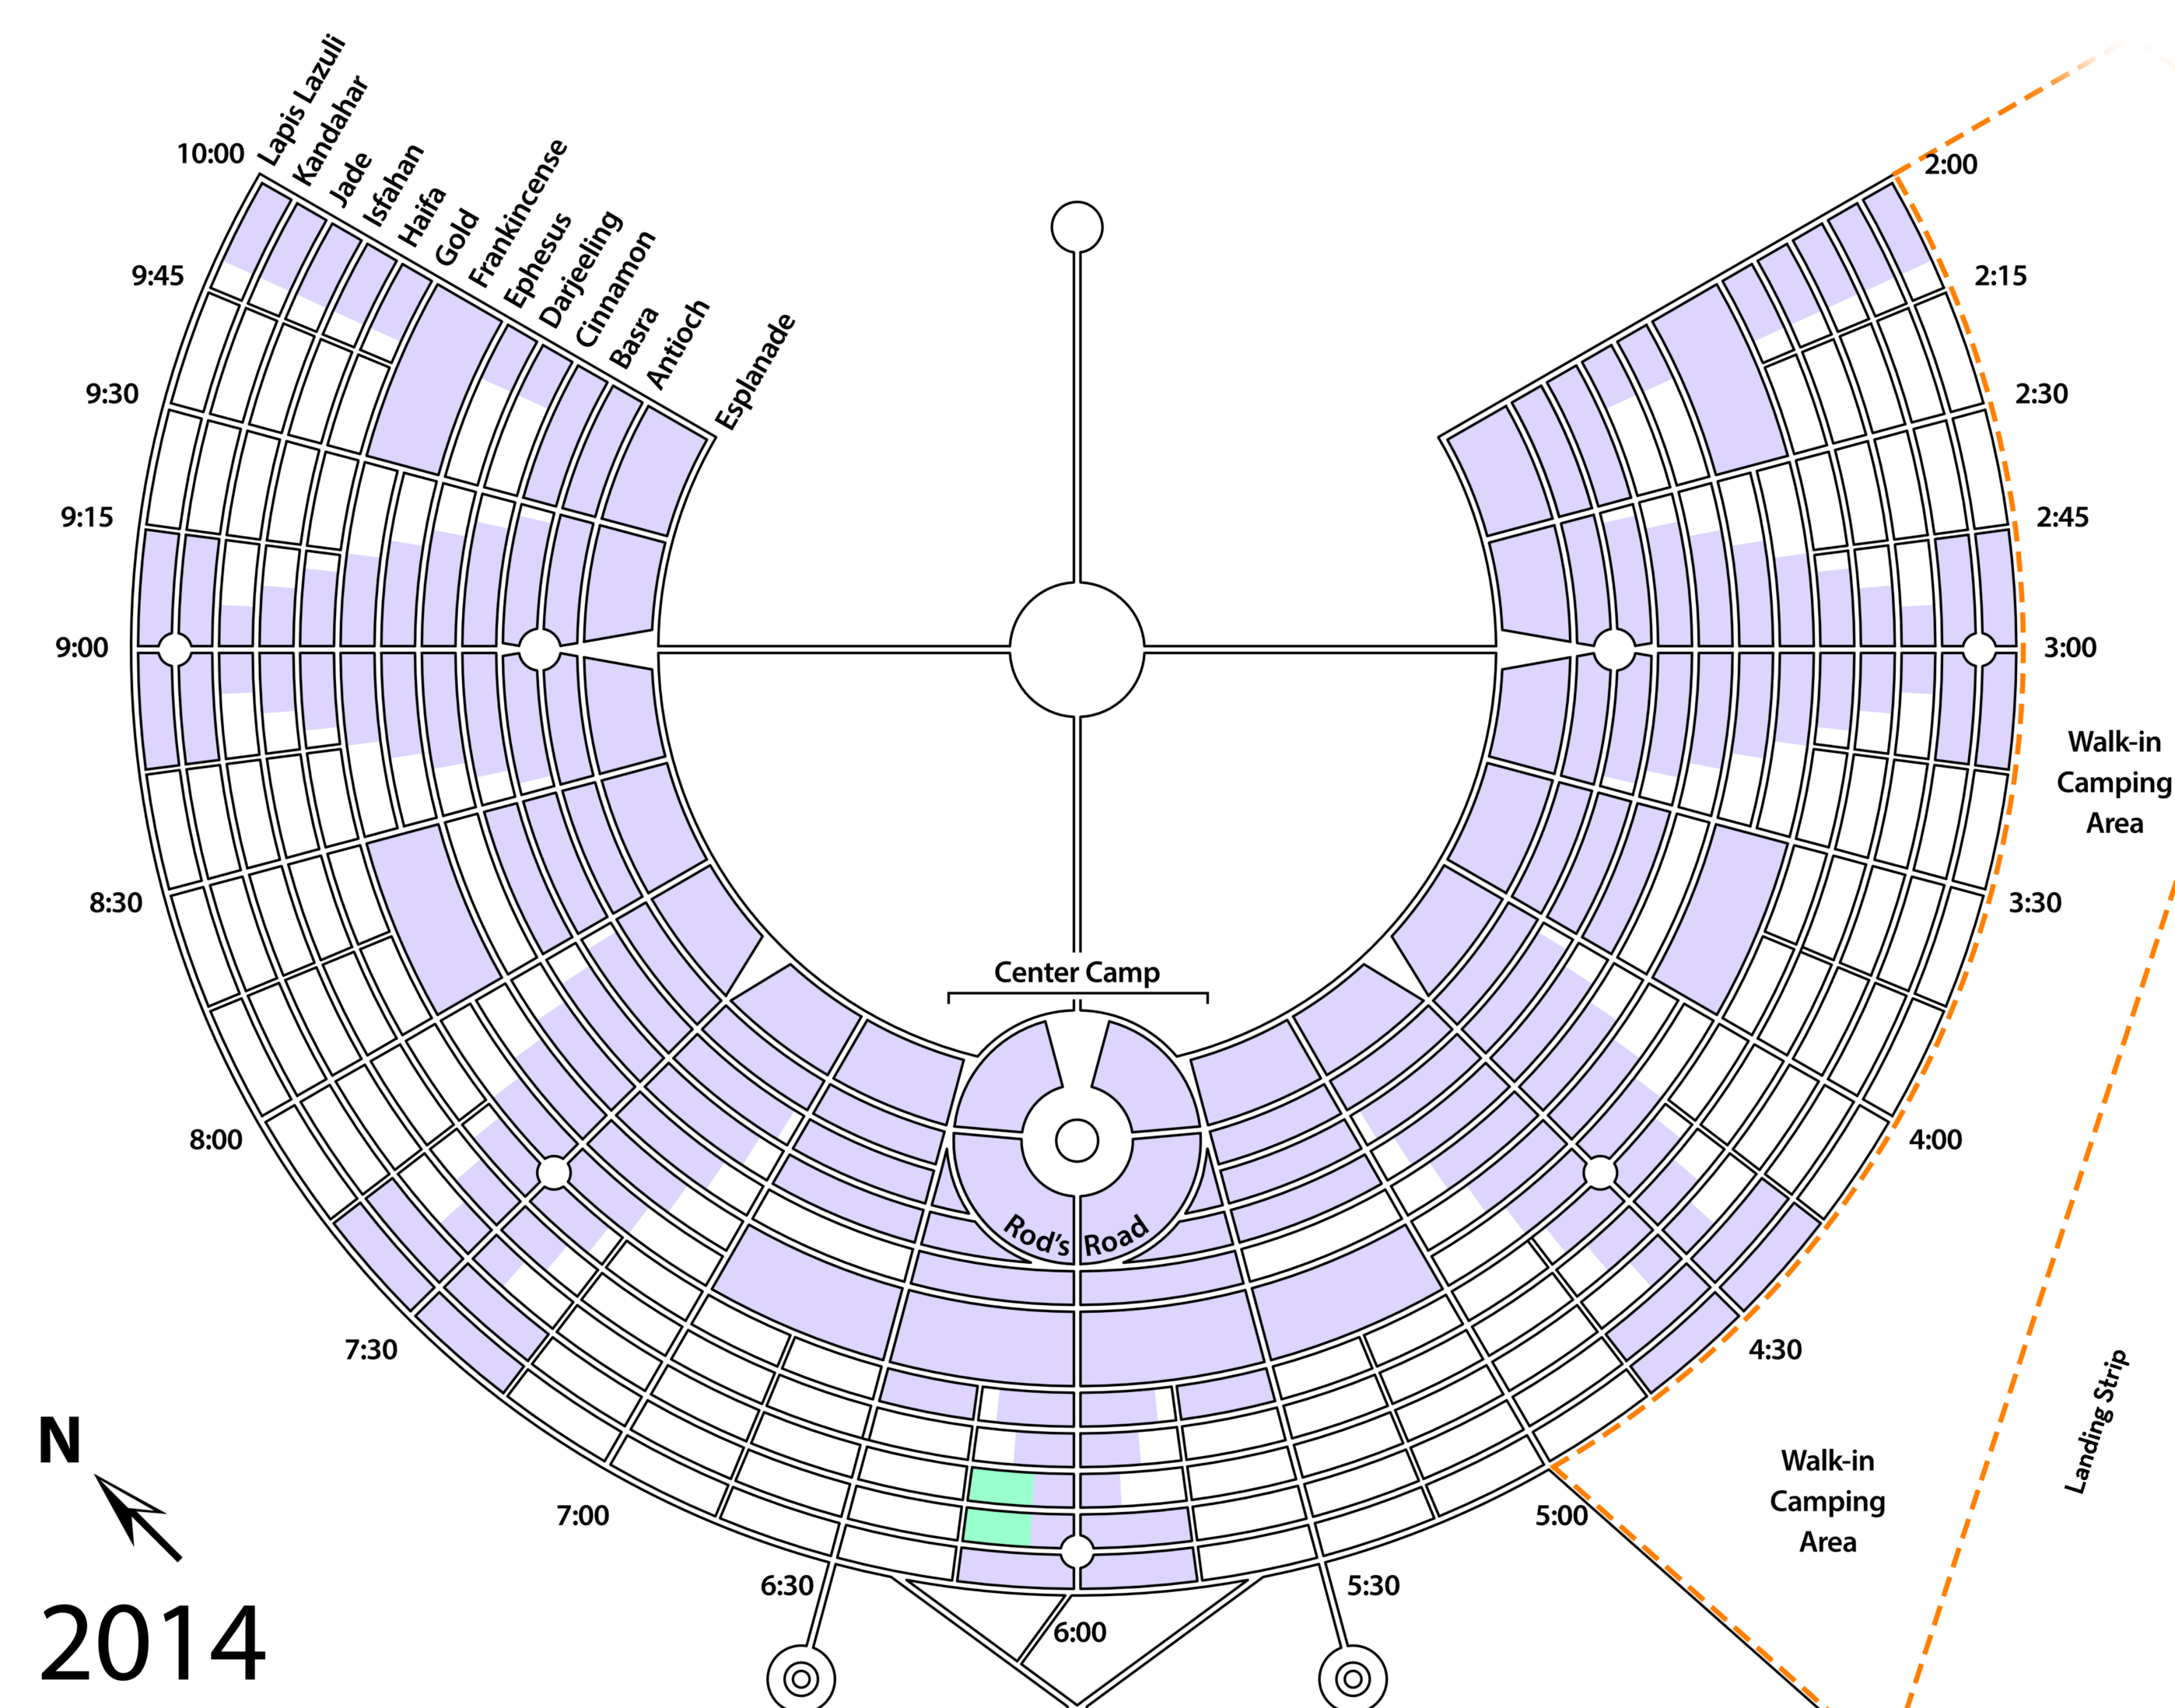 Lapis Lazuli
Kandahar
Jade
Isfahan
Haifa
Gold
Frankincense
Ephesus
Darjeeling
Cinnamon
Basra
Antioch
Esplanade
10:00
9:45
9:30
9:15
9:00
8:30
8:00
7:30
7:00
6:30
6:00
5:30
5:00
4:30
4:00
3:30
3:00
2:45
2:30
2:15
2:00
Center Camp
Rod's Road
Walk-in
Camping
Area
Walk-in
Camping
Area
Landing Strip
N
2014